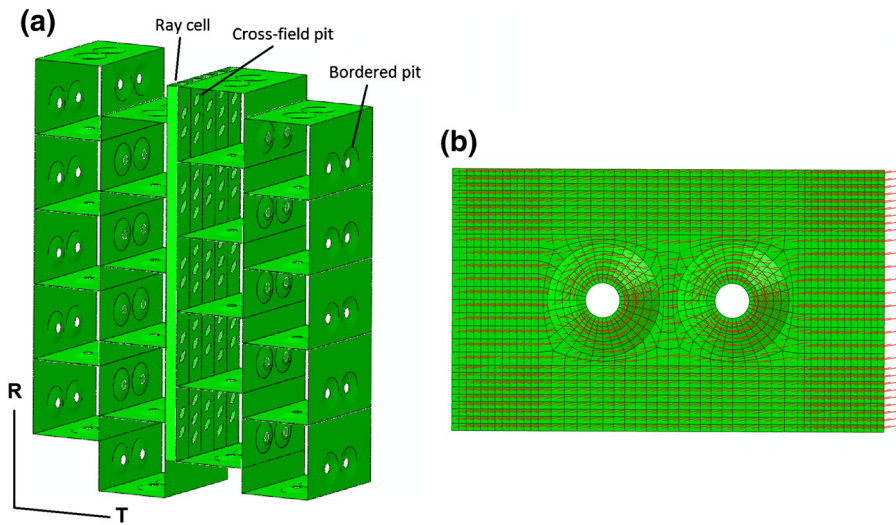 (a)
Ray cell
Cross-field pit
Bordered pit
(b)
R
T